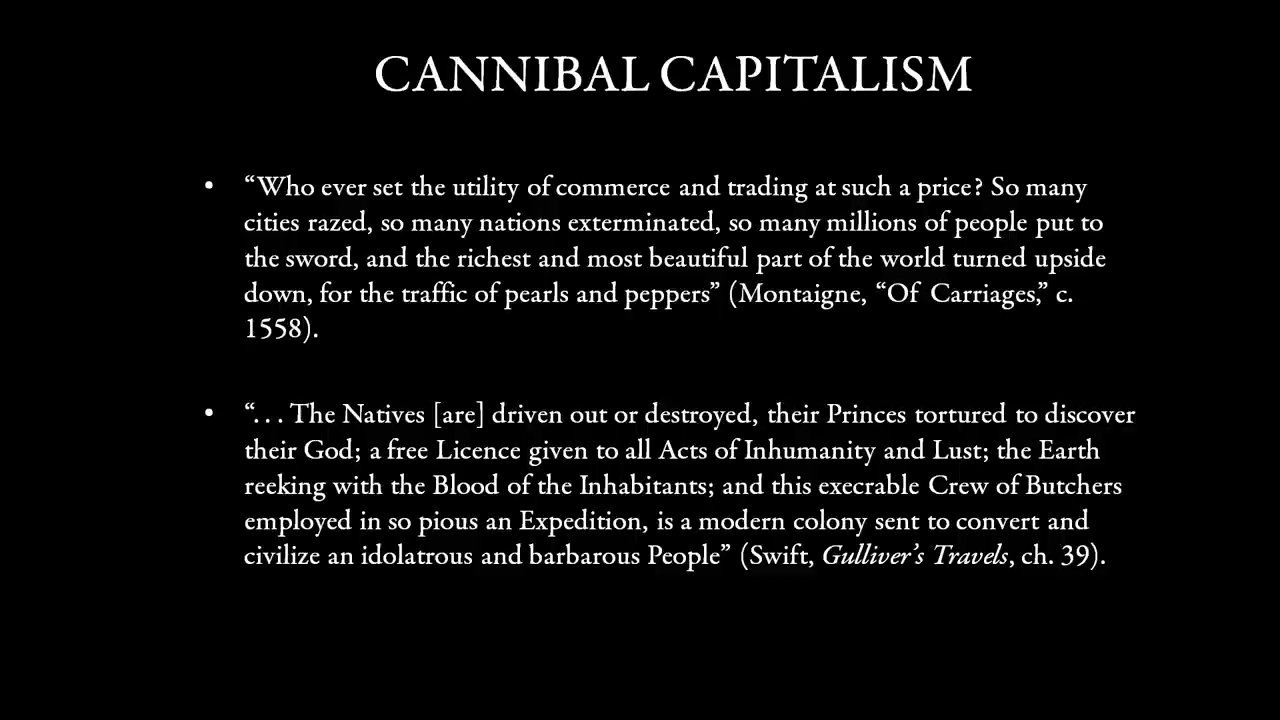 CANNIBAL CAPITALISM
• “Who ever set the utility of commerce and trading at such a price? So many
cities razed, so many nations exterminated, so many millions of people put to
the sword, and the richest and most beautiful part of the world turned upside
down, for the traffic of pearls and peppers” (Montaigne, “Of Carriages,” c.
1558).
• “. . . The Natives [are] driven out or destroyed, their Princes tortured to discover
their God; a free Licence given to all Acts of Inhumanity and Lust; the Earth
reeking with the Blood of the Inhabitants; and this execrable Crew of Butchers
employed in so pious an Expedition, is a modern colony sent to convert and
civilize an idolatrous and barbarous People” (Swift, Gulliver’s Travels, ch. 39).